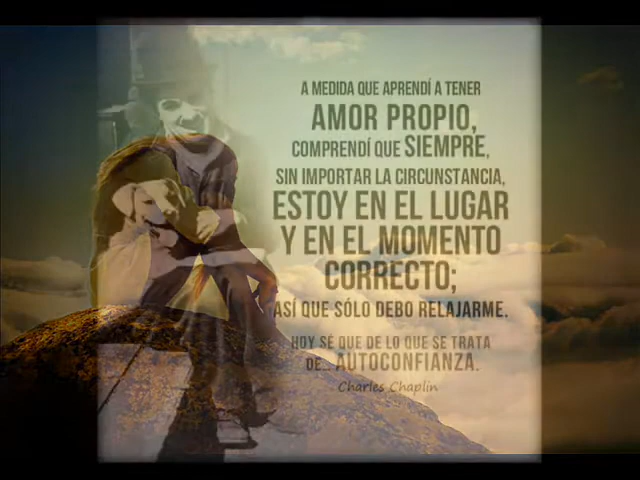 A MEDIDA QUE APRENDÍ A TENER
AMOR PROPIO,
COMPRENDÍ QUE SIEMPRE,
SIN IMPORTAR LA CIRCUNSTANCIA,
ESTOY EN EL LUGAR
Y EN EL MOMENTO
CORRECTO;
ASÍ QUE SÓLO DEBO RELAJARME.
HOY SÉ QUE DE LO QUE SE TRATA
DE... AUTOCONFIANZA.
Charles Chaplin